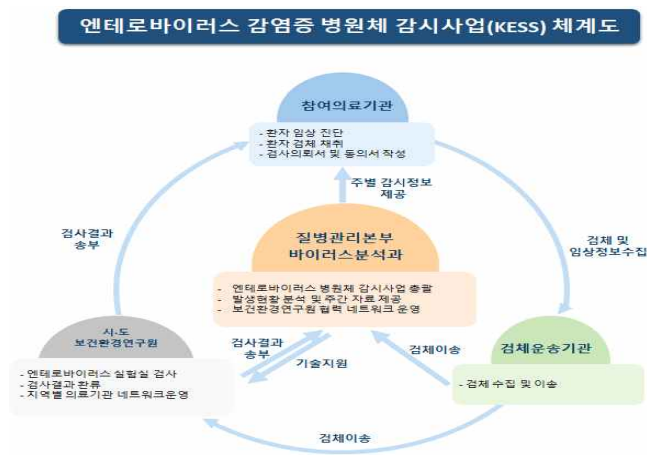 엔테로바이러스 감염증 병원체 감시사업(KESS) 체계도
참여의료기관
- 환자 임상 진단
- 환자 검체 채취
- 검사의뢰서 및 동의서 작성
주별 감시정보
제공
검사결과
송부
검체 및
임상정보수집
질병관리본부
바이러스분석과
- 엔테로바이러스 병원체 감시사업 총괄
- 발생현황 분석 및 주간 자료 제공
- 보건환경연구원 협력 네트워크 운영
시·도
보건환경연구원
- 엔테로바이러스 실험실 검사
- 검사결과 환류
- 지역별 의료기관 네트워크운영
검사결과
송부
기술지원
검체이송
검체운송기관
- 검체 수집 및 이송
검체이송